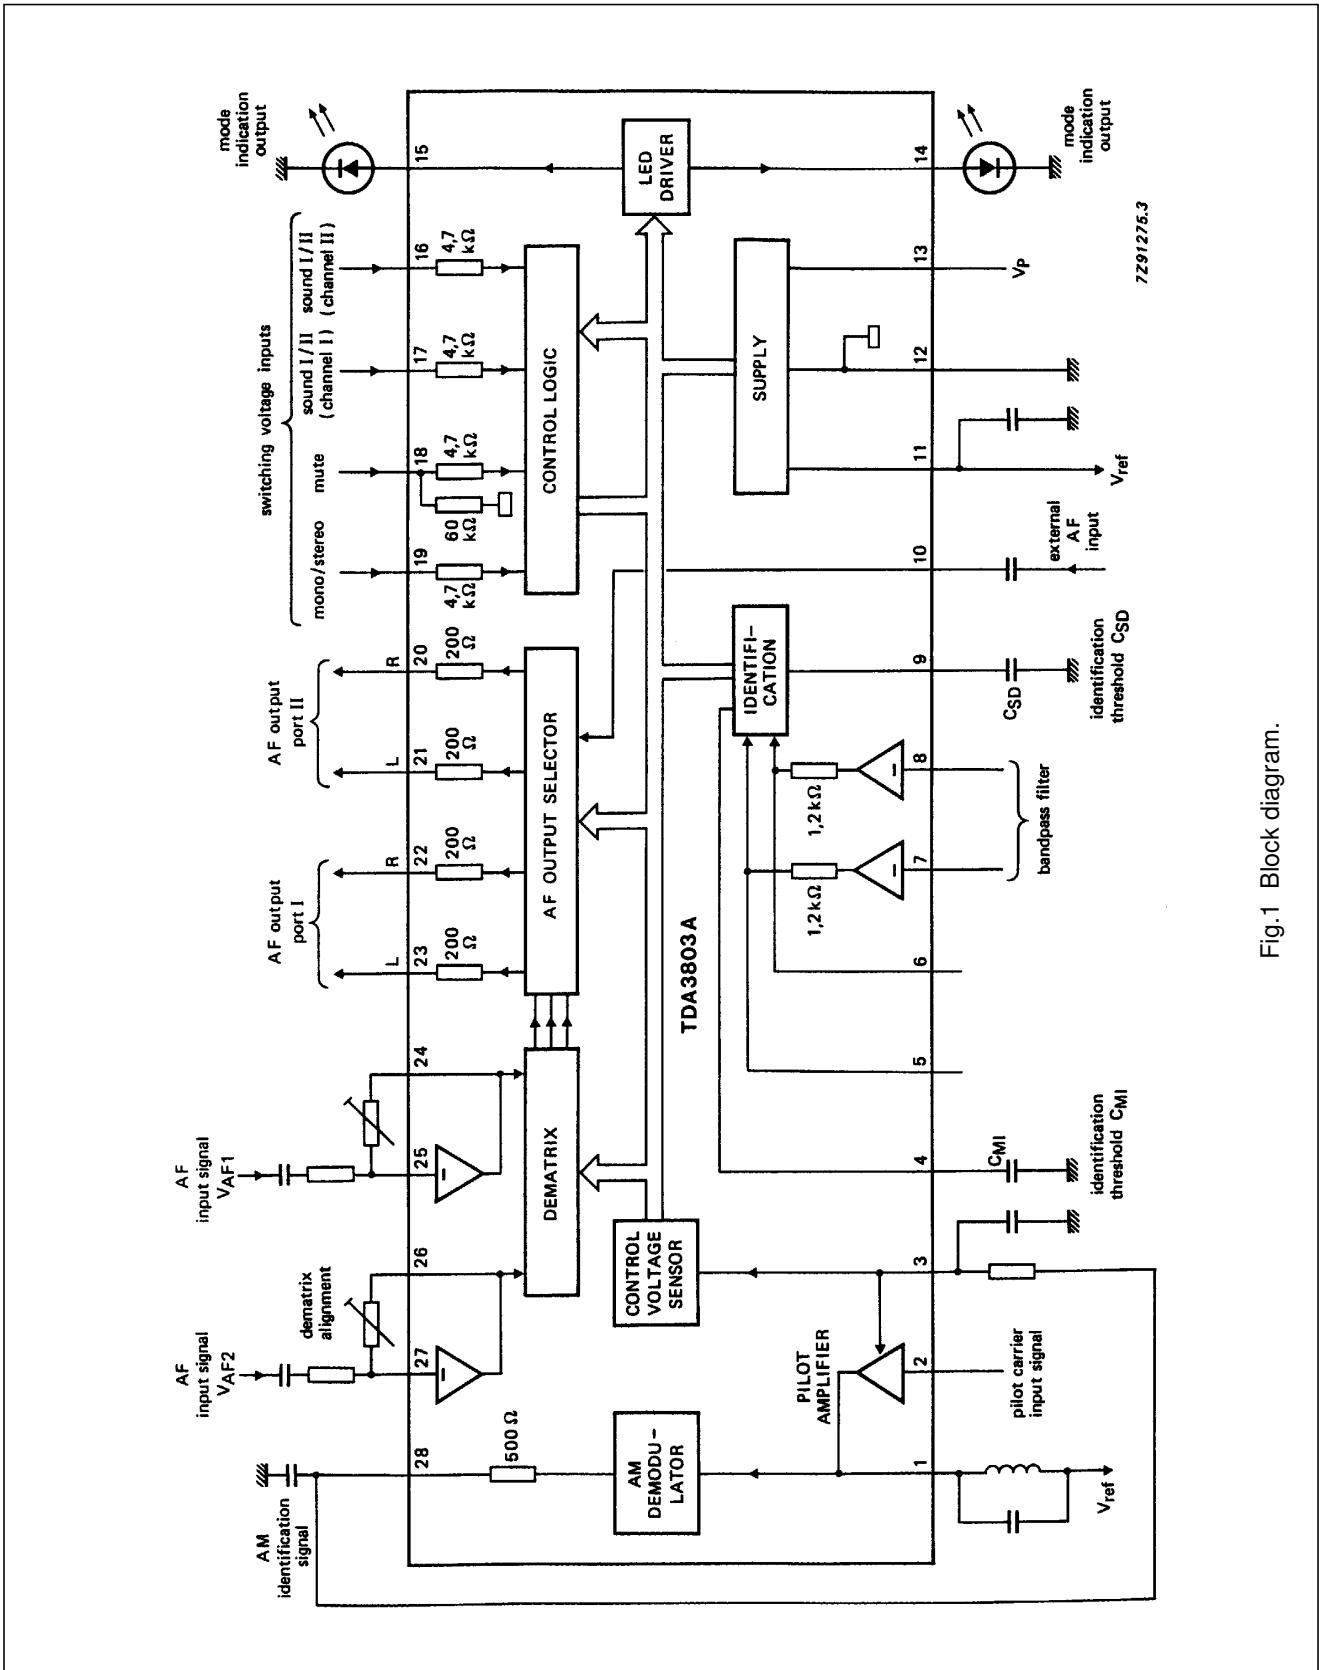 AM
identification
signal
AF
input signal
VAF2
dematrix
alignment
AF
input signal
VAF1
AF output
port I
L
R
AF output
port II
L
R
switching voltage inputs
mono/stereo
mute
sound I/II
(channel I)
sound I/II
(channel II)
mode
indication
output
28
27
26
25
24
23
22
21
20
19
18
17
16
15
500 Ω
200
Ω
200
Ω
200
Ω
200
Ω
4,7
kΩ
60
kΩ
4,7
kΩ
4,7
kΩ
4,7
kΩ
DEMATRIX
AF OUTPUT SELECTOR
CONTROL LOGIC
AM
DEMODU–
LATOR
CONTROL
VOLTAGE
SENSOR
LED
DRIVER
TDA3803A
PILOT
AMPLIFIER
IDENTIFI–
CATION
SUPPLY
1,2 kΩ
1,2 kΩ
1
2
3
4
5
6
7
8
9
10
11
12
13
14
Vref
pilot carrier
input signal
CMI
identification
threshold CMI
bandpass filter
CSD
identification
threshold CSD
external
AF
input
Vref
VP
mode
indication
output
7Z91275.3
Fig.1 Block diagram.